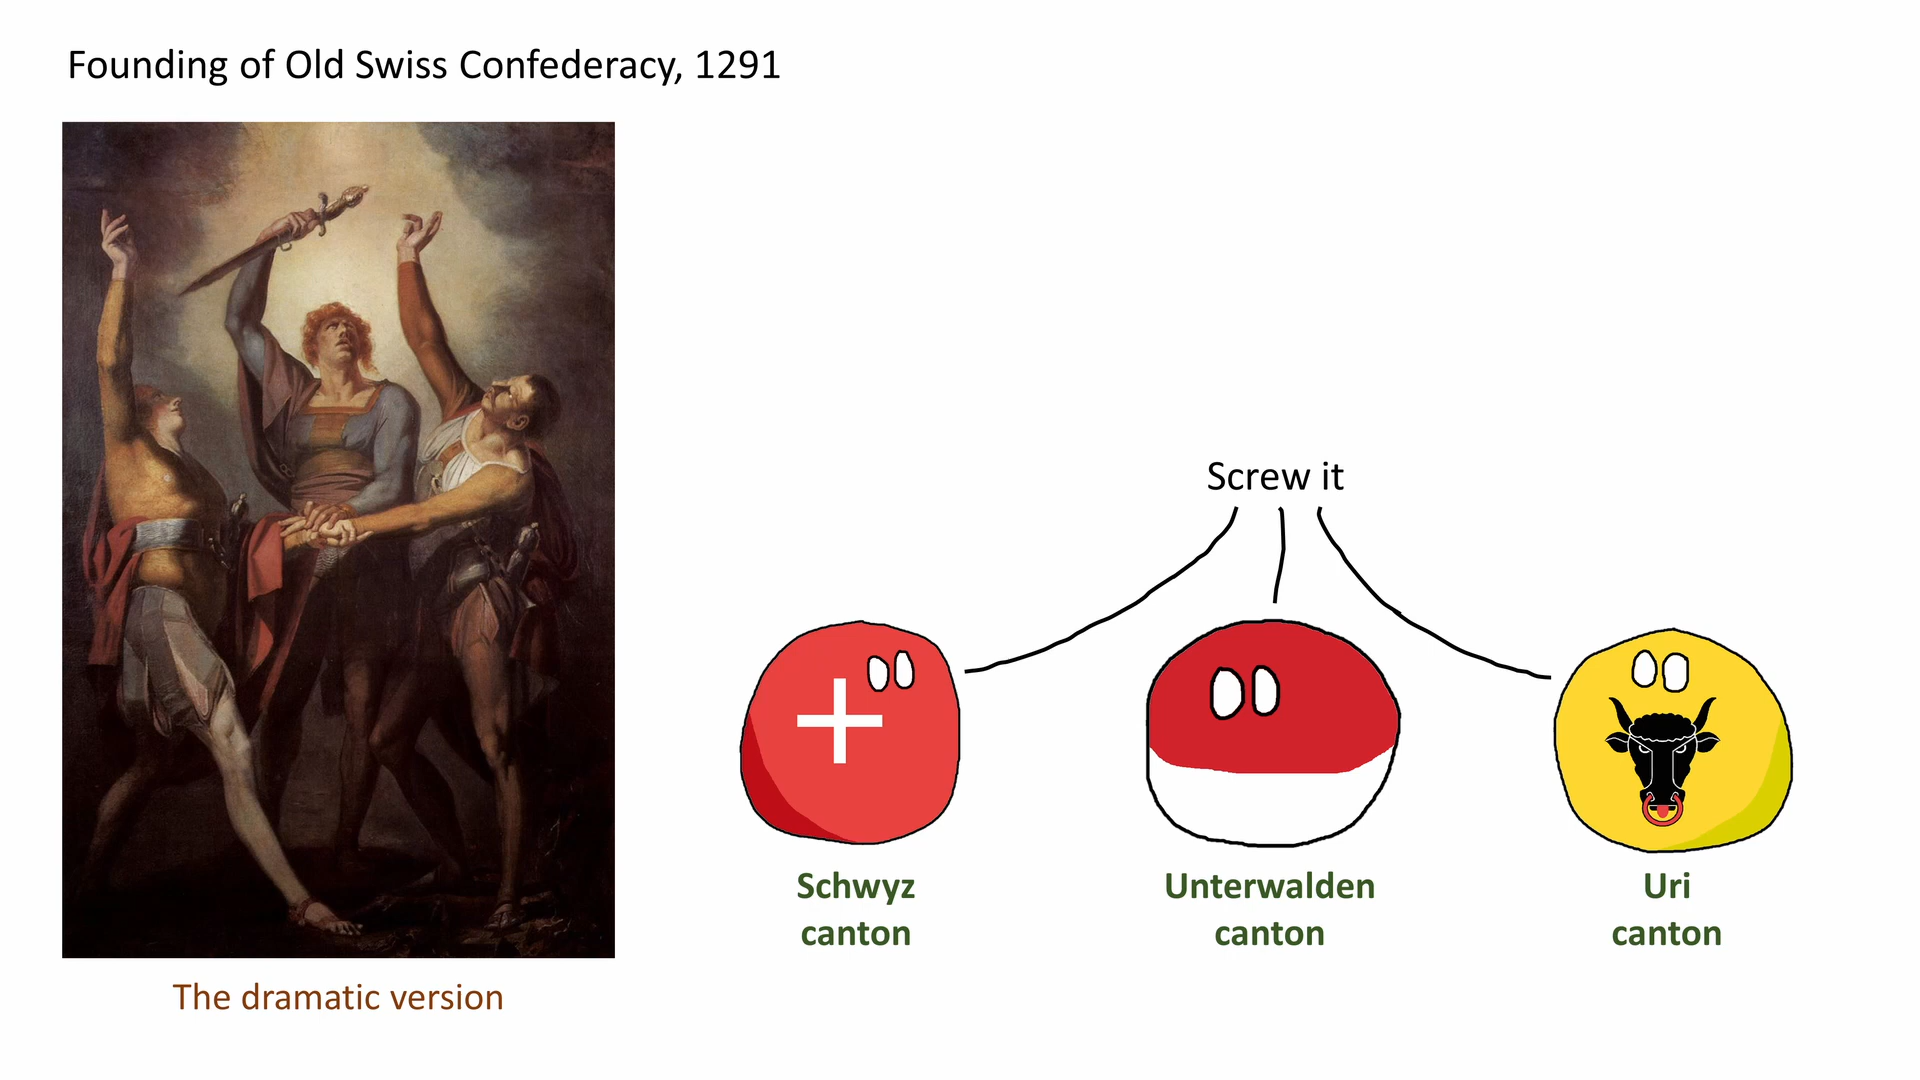 Founding of Old Swiss Confederacy, 1291
Screw it
Schwyz
canton
Unterwalden
canton
Uri
canton
The dramatic version